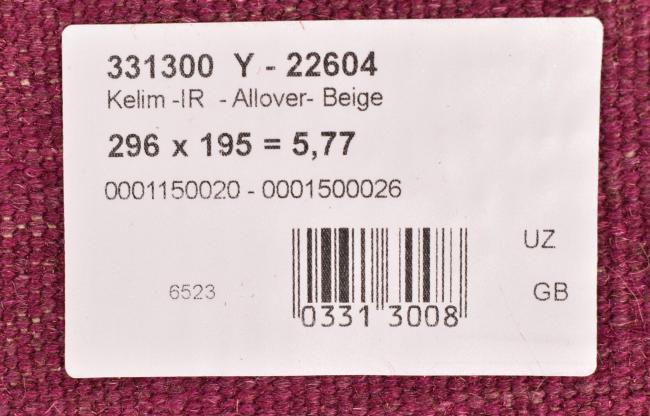 331300 Y - 22604
Kelim -IR - Allover- Beige
296 x 195 = 5,77
0001150020 - 0001500026
UZ
6523
GB
0331 3008